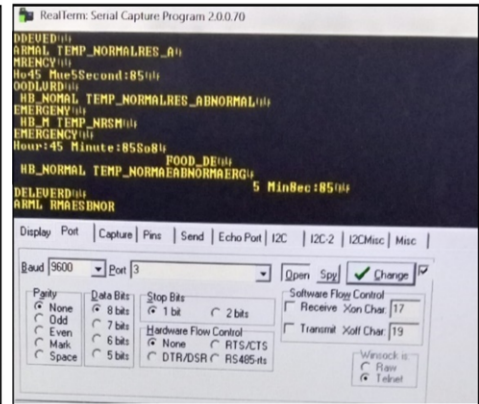 RealTerm: Serial Capture Program 2.0.0.70
DDEVED
ARMAL TEMP_NORMALRES_A
MRENCY
Ho45 Mue5Second:85
OODLURD
HB_NOMAL TEMP_NORMALRES_ABNORMAL
EMERGENY
HB_M TEMP_NRSM
EMERGENCY
Hour:45 Minute:85So8
FOOD_DE
HB_NORMAL TEMP_NORMAEABNORMAERG
5 MinSec:85
DELEVERD
ARML RMAESBNOR
Display Port Capture Pins Send Echo Port I2C I2C-2 I2CMisc Misc
Baud 9600 Port 3 Open Spy Change
Parity
None
Odd
Even
Mark
Space
Data Bits
8 bits
7 bits
6 bits
5 bits
Stop Bits
1 bit 2 bits
Hardware Flow Control
None RTS/CTS
DTR/DSR RS485-rts
Software Flow Control
Receive Xon Char: 17
Transmit Xoff Char: 19
Winsock is:
Raw
Telnet